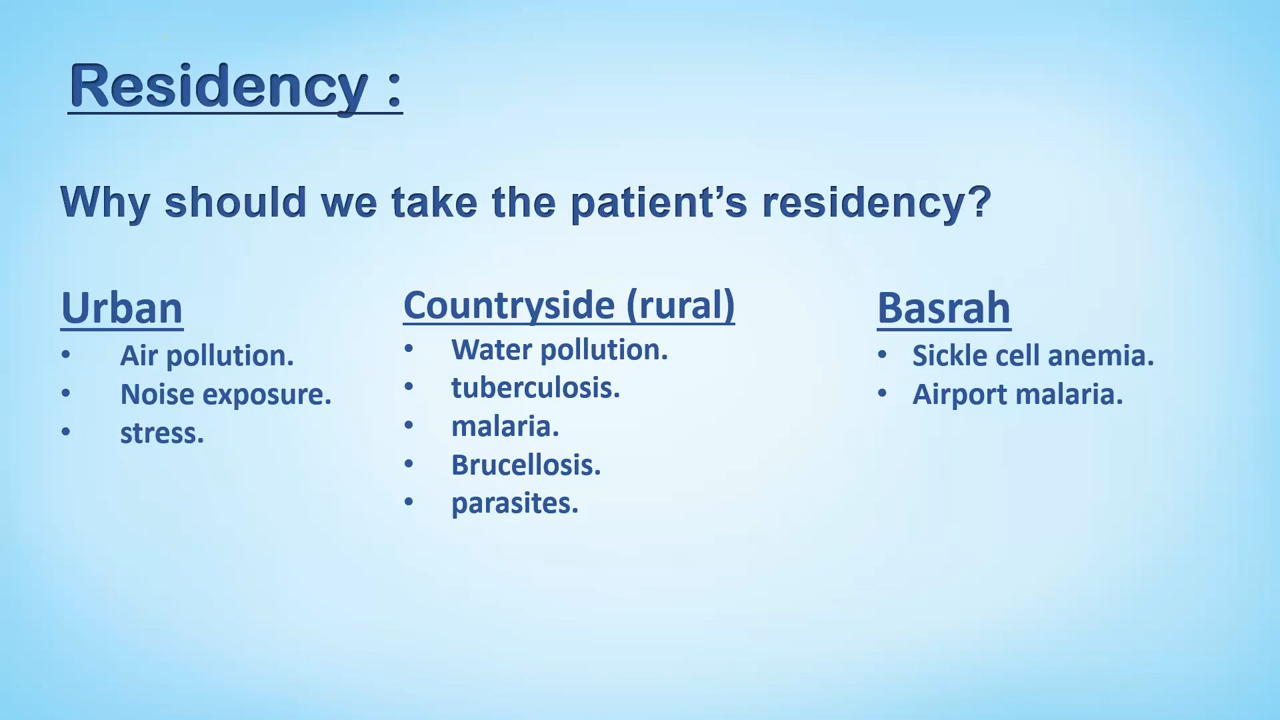 Residency :
Why should we take the patient’s residency?
Urban
• Air pollution.
• Noise exposure.
• stress.
Countryside (rural)
• Water pollution.
• tuberculosis.
• malaria.
• Brucellosis.
• parasites.
Basrah
• Sickle cell anemia.
• Airport malaria.